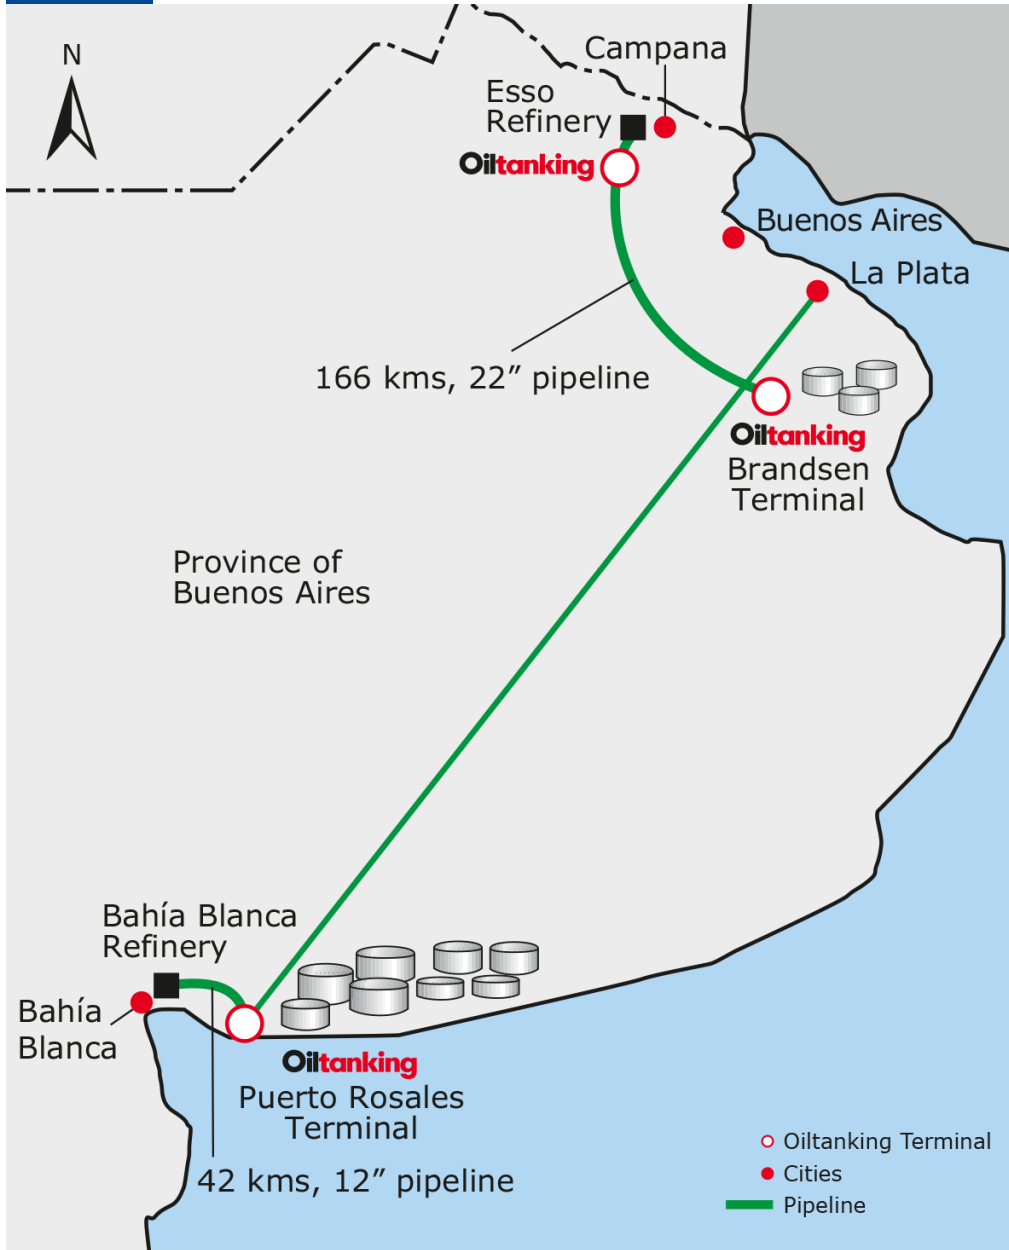 N
Campana
Esso
Refinery
Oiltanking
Buenos Aires
La Plata
166 kms, 22” pipeline
Oiltanking
Brandsen
Terminal
Province of
Buenos Aires
Bahía Blanca
Refinery
Bahía
Blanca
Oiltanking
Puerto Rosales
Terminal
42 kms, 12” pipeline
Oiltanking Terminal
Cities
Pipeline